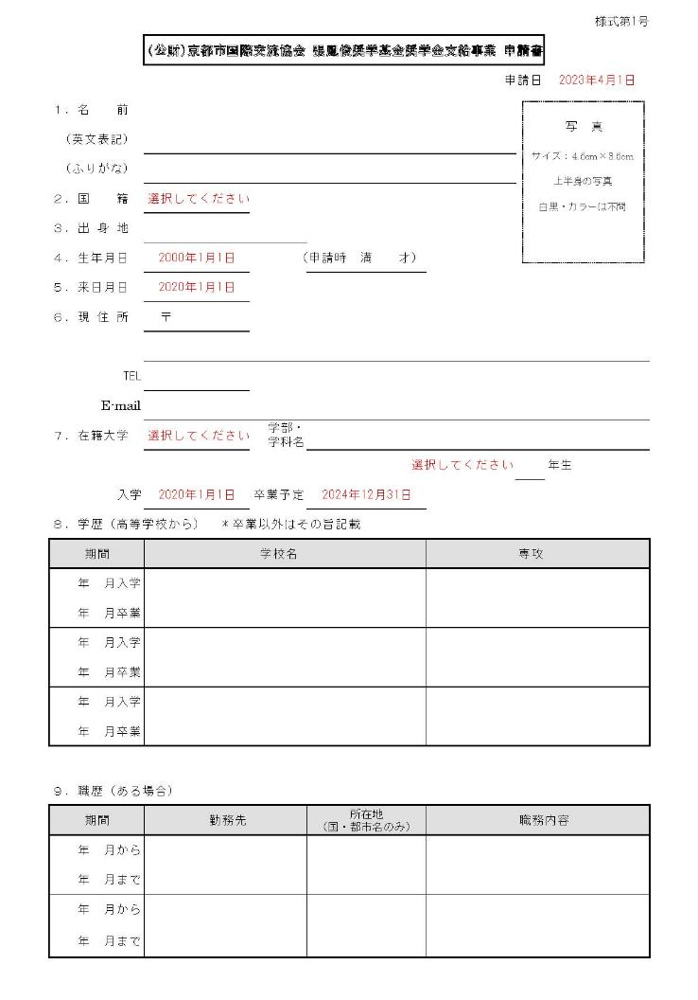 様式第1号
(公財)京都市国際交流協会 張鳳俊奨学基金奨学金支給事業 申請書
申請日 2023年4月1日
1．名　前
（英文表記）
（ふりがな）
写　真
サイズ：4.5cm×3.5cm
上半身の写真
白黒・カラーは不問
2．国　籍 選択してください
3．出 身 地
4．生年月日 2000年1月1日 （申請時　満　　才）
5．来日月日 2020年1月1日
6．現 住 所 〒
TEL
E-mail
7．在籍大学 選択してください 学部・
学科名
選択してください 年生
入学 2020年1月1日 卒業予定 2024年12月31日
8．学歴（高等学校から） ＊卒業以外はその旨記載
期間 学校名 専攻
年　月入学
年　月卒業
年　月入学
年　月卒業
年　月入学
年　月卒業
9．職歴（ある場合）
期間 勤務先 所在地 職務内容
（国・都市名のみ）
年　月から
年　月まで
年　月から
年　月まで